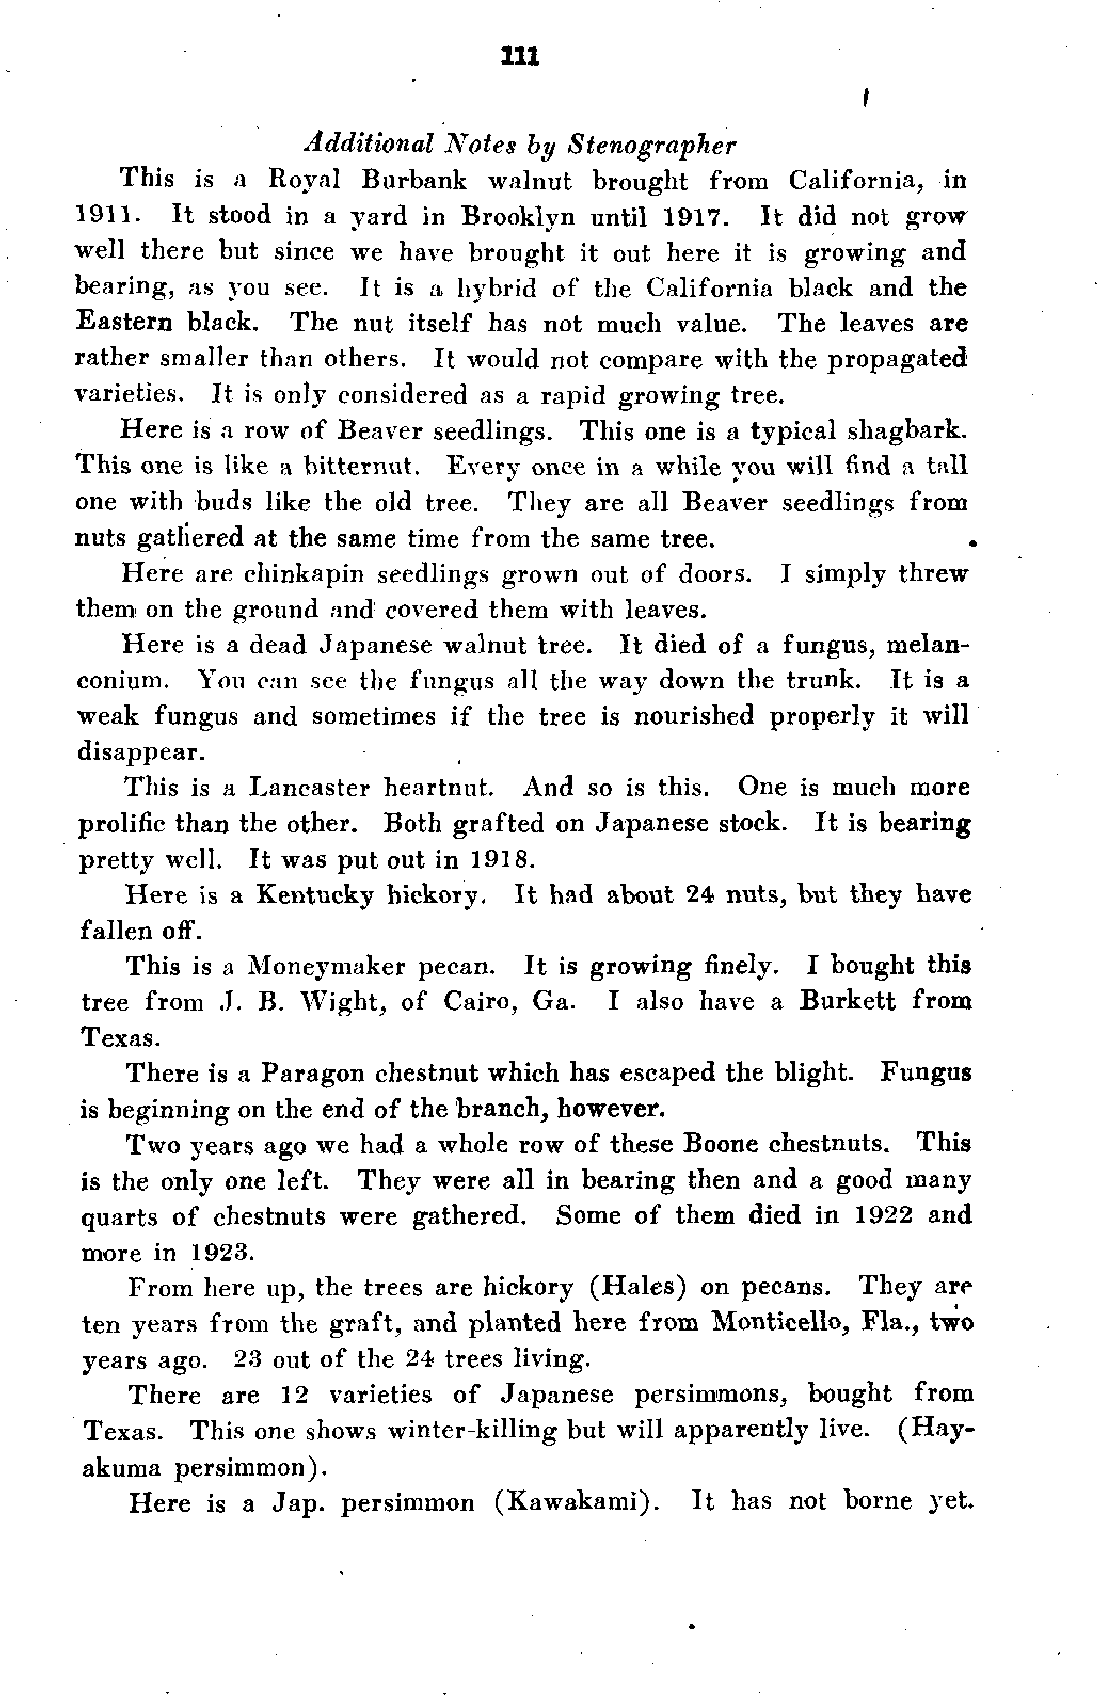 111
Additional Notes by Stenographer
This is a Royal Burbank walnut brought from California, in
1911. It stood in a yard in Brooklyn until 1917. It did not grow
well there but since we have brought it out here it is growing and
bearing, as you see. It is a hybrid of the California black and the
Eastern black. The nut itself has not much value. The leaves are
rather smaller than others. It would not compare with the propagated
varieties. It is only considered as a rapid growing tree.
Here is a row of Beaver seedlings. This one is a typical shagbark.
This one is like a bitternut. Every once in a while you will find a tall
one with buds like the old tree. They are all Beaver seedlings from
nuts gathered at the same time from the same tree.
Here are chinkapin seedlings grown out of doors. I simply threw
them on the ground and covered them with leaves.
Here is a dead Japanese walnut tree. It died of a fungus, melan-
conium. You can see the fungus all the way down the trunk. It is a
weak fungus and sometimes if the tree is nourished properly it will
disappear.
This is a Lancaster heartnut. And so is this. One is much more
prolific than the other. Both grafted on Japanese stock. It is bearing
pretty well. It was put out in 1918.
Here is a Kentucky hickory. It had about 24 nuts, but they have
fallen off.
This is a Moneymaker pecan. It is growing finely. I bought this
tree from J. B. Wight, of Cairo, Ga. I also have a Burkett from
Texas.
There is a Paragon chestnut which has escaped the blight. Fungus
is beginning on the end of the branch, however.
Two years ago we had a whole row of these Boone chestnuts. This
is the only one left. They were all in bearing then and a good many
quarts of chestnuts were gathered. Some of them died in 1922 and
more in 1923.
From here up, the trees are hickory (Hales) on pecans. They are
ten years from the graft, and planted here from Monticello, Fla., two
years ago. 23 out of the 24 trees living.
There are 12 varieties of Japanese persimmons, bought from
Texas. This one shows winter-killing but will apparently live. (Hay-
akuma persimmon).
Here is a Jap. persimmon (Kawakami). It has not borne yet.